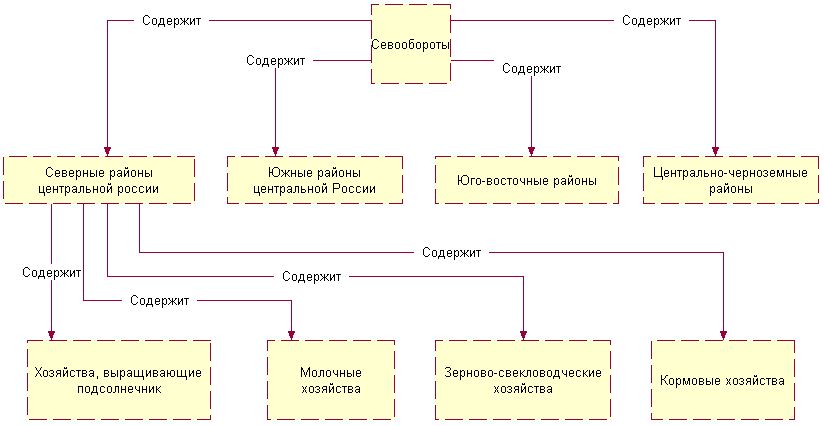 Содержит
Севообороты
Содержит
Содержит
Содержит
Северные районы
центральной россии
Южные районы
центральной России
Юго-восточные районы
Центрально-черноземные
районы
Содержит
Содержит
Содержит
Содержит
Хозяйства, выращивающие
подсолнечник
Молочные
хозяйства
Зерново-свекловодческие
хозяйства
Кормовые хозяйства